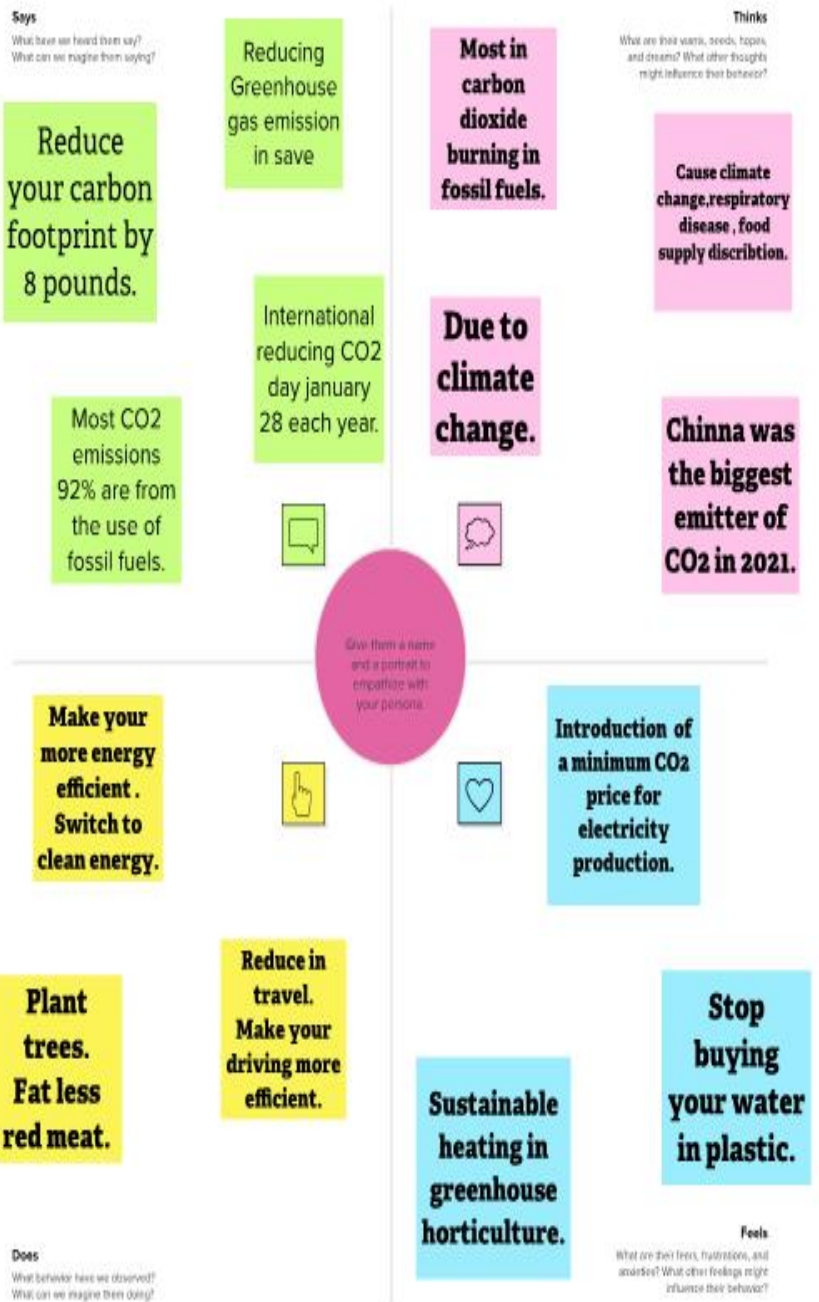 Says
What have we heard them say?
What can we magine them saying?
Reducing
Greenhouse
gas emission
in save
Reduce
your carbon
footprint by
8 pounds.
International
reducing CO2
day january
28 each year.
Most CO2
emissions
92% are from
the use of
fossil fuels.
Thinks
What are their wants, needs, hopes,
and dreams? What other thoughts
might influence their behavior?
Most in
carbon
dioxide
burning in
fossil fuels.
Cause climate
change,respiratory
disease , food
supply discribtion.
Due to
climate
change.
Chinna was
the biggest
emitter of
CO2 in 2021.
Give them a name
and a portrait to
empathize with
your persona
Make your
more energy
efficient .
Switch to
clean energy.
Plant
trees.
Fat less
red meat.
Reduce in
travel.
Make your
driving more
efficient.
Does
What behavior have we observed?
What can we imagine them doing?
Introduction of
a minimum CO2
price for
electricity
production.
Stop
buying
your water
in plastic.
Sustainable
heating in
greenhouse
horticulture.
Feels
What are their fears, frustrations, and
anxieties? What other feelings might
influence their behavior?